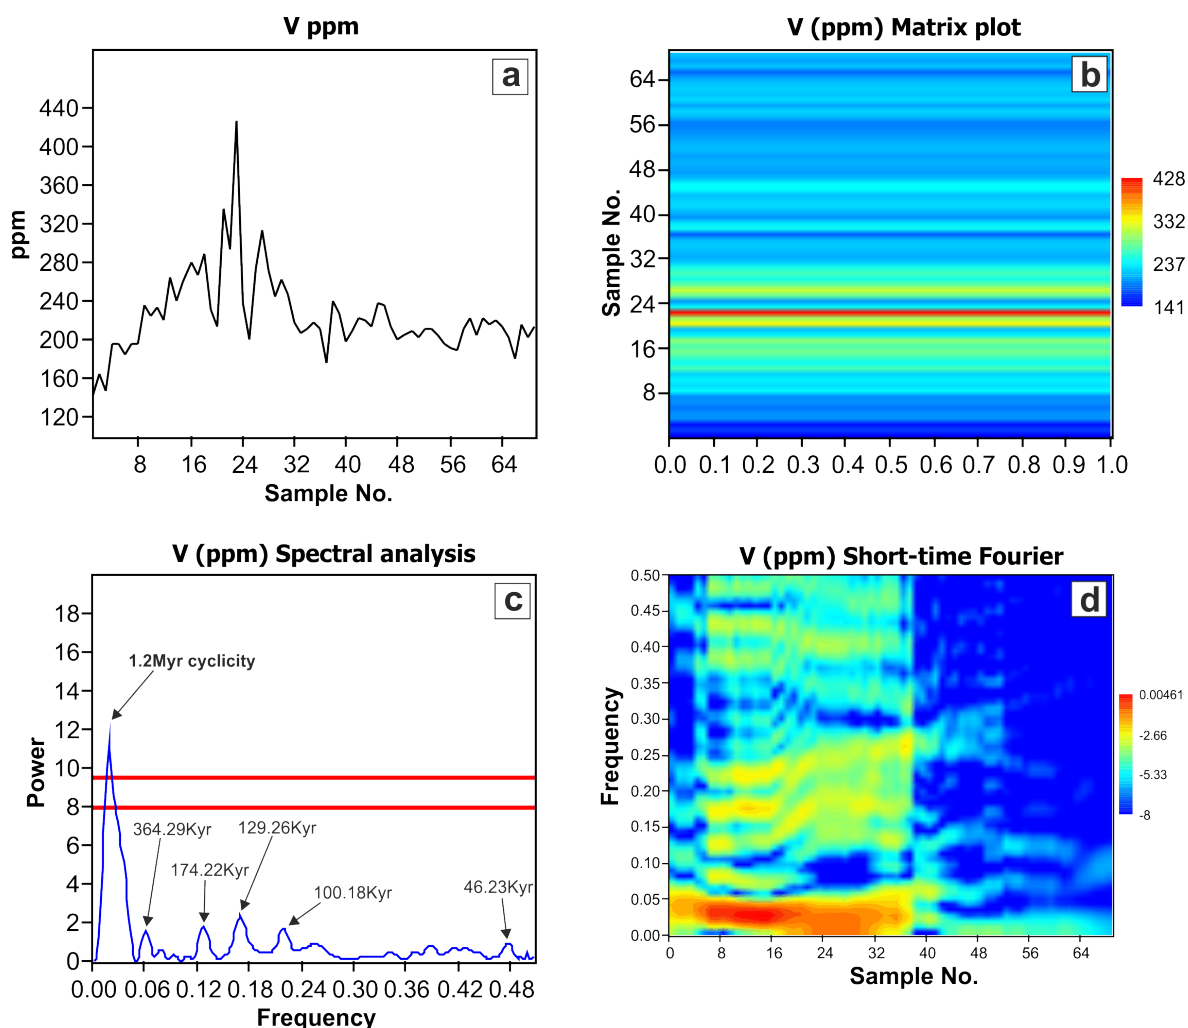 V ppm
a
440
400
360
320
280
240
200
160
120
ppm
8 16 24 32 40 48 56 64
Sample No.
V (ppm) Matrix plot
b
64
56
48
40
32
24
16
8
Sample No.
0.0 0.1 0.2 0.3 0.4 0.5 0.6 0.7 0.8 0.9 1.0
428
332
237
141
V (ppm) Spectral analysis
c
18
16
14
12
10
8
6
4
2
0
Power
1.2Myr cyclicity
364.29Kyr
174.22Kyr
129.26Kyr
100.18Kyr
46.23Kyr
0.00 0.06 0.12 0.18 0.24 0.30 0.36 0.42 0.48
Frequency
V (ppm) Short-time Fourier
d
0.50
0.45
0.40
0.35
0.30
0.25
0.20
0.15
0.10
0.05
0.00
Frequency
0 8 16 24 32 40 48 56 64
Sample No.
0.00461
-2.66
-5.33
-8